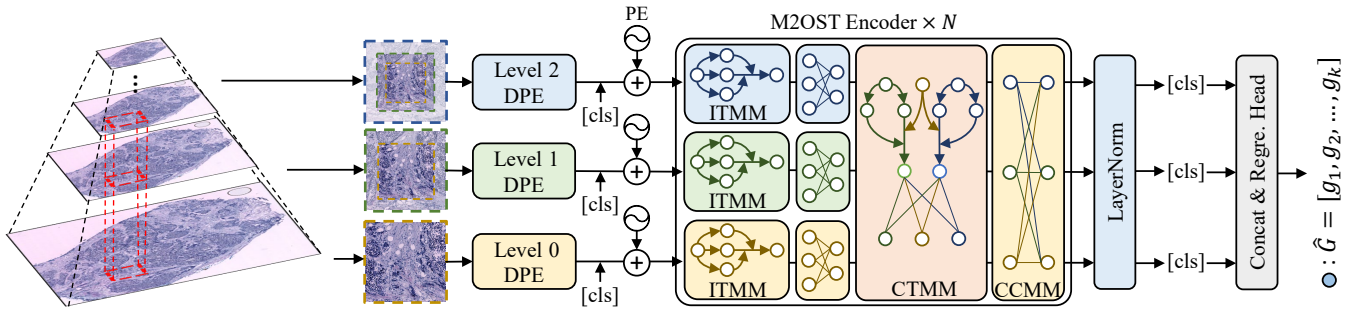 PE
M2OST Encoder × N
Level 2
DPE
[cls]
ITMM
Level 1
DPE
[cls]
ITMM
Level 0
DPE
[cls]
ITMM
CTMM
CCMM
LayerNorm
[cls]
[cls]
[cls]
Concat & Regre. Head
: Ĝ = [g₁, g₂, ..., gₖ]